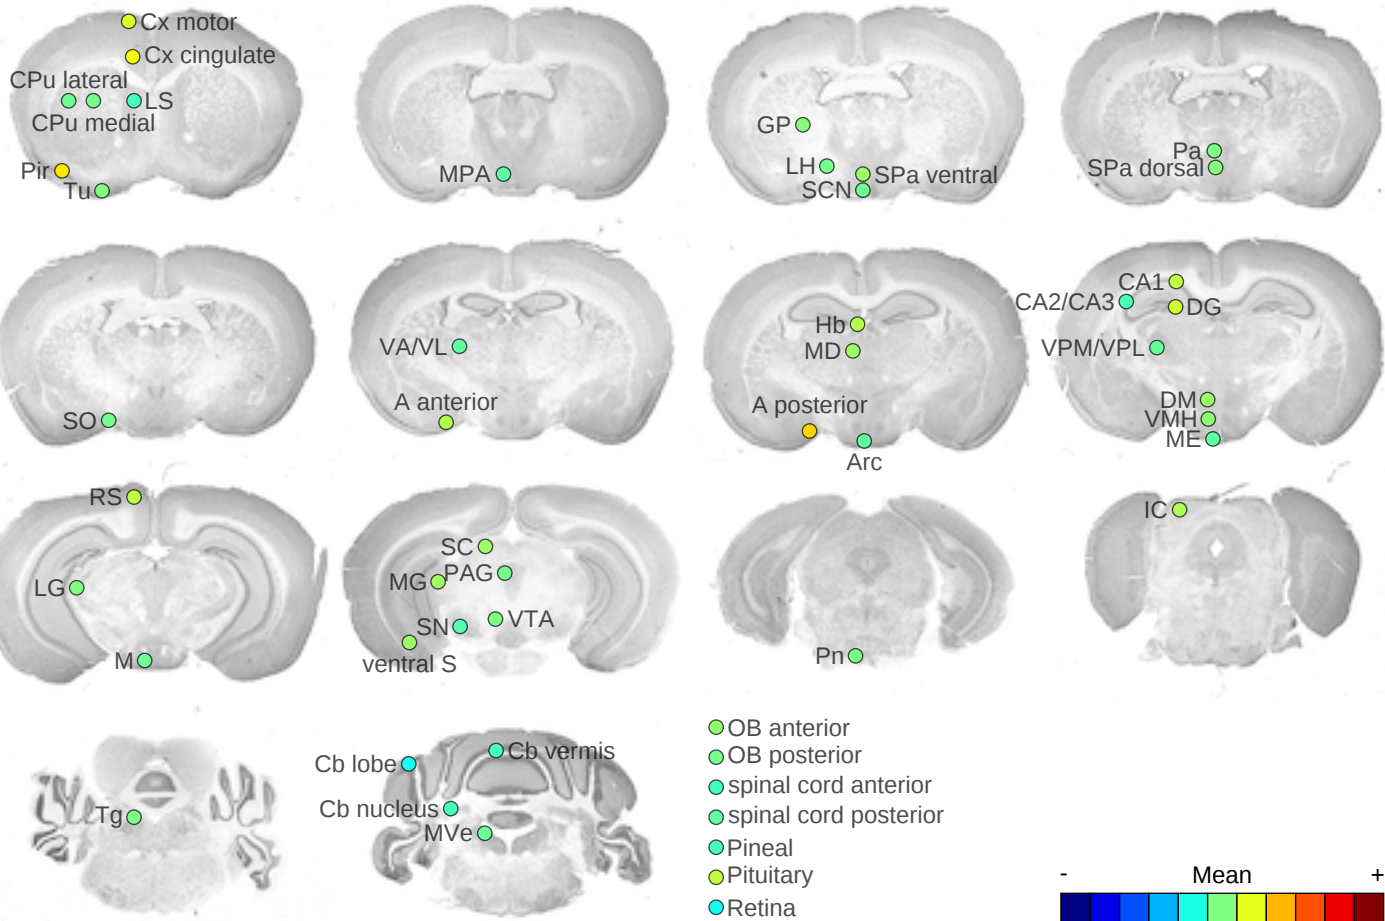 Cx motor
Cx cingulate
CPu lateral
LS
CPu medial
Pir
Tu
MPA
GP
LH
SPa ventral
SCN
Pa
SPa dorsal
SO
VA/VL
A anterior
Hb
MD
A posterior
Arc
CA1
CA2/CA3
DG
VPM/VPL
DM
VMH
ME
RS
LG
M
SC
MG
PAG
SN
VTA
ventral S
Pn
IC
Tg
Cb lobe
Cb vermis
Cb nucleus
MVe
OB anterior
OB posterior
spinal cord anterior
spinal cord posterior
Pineal
Pituitary
Retina
- Mean +